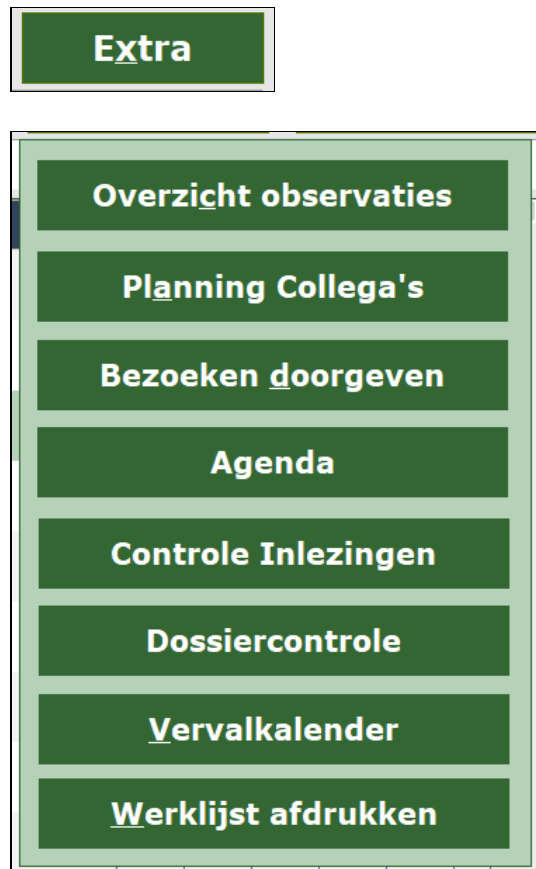 Extra
Overzicht observaties
Planning Collega's
Bezoeken doorgeven
Agenda
Controle Inlezingen
Dossiercontrole
Vervalkalender
Werklijst afdrukken